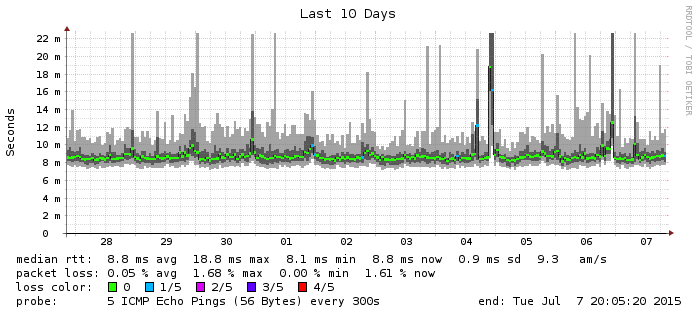 Last 10 Days
RRDTOOL / TOBI OETIKER
Seconds
22 m
20 m
18 m
16 m
14 m
12 m
10 m
8 m
6 m
4 m
2 m
0
28 29 30 01 02 03 04 05 06 07
median rtt: 8.8 ms avg 18.8 ms max 8.1 ms min 8.8 ms now 0.9 ms sd 9.3 am/s
packet loss: 0.05 % avg 1.68 % max 0.00 % min 1.61 % now
loss color: 0 1/5 2/5 3/5 4/5
probe: 5 ICMP Echo Pings (56 Bytes) every 300s end: Tue Jul 7 20:05:20 2015